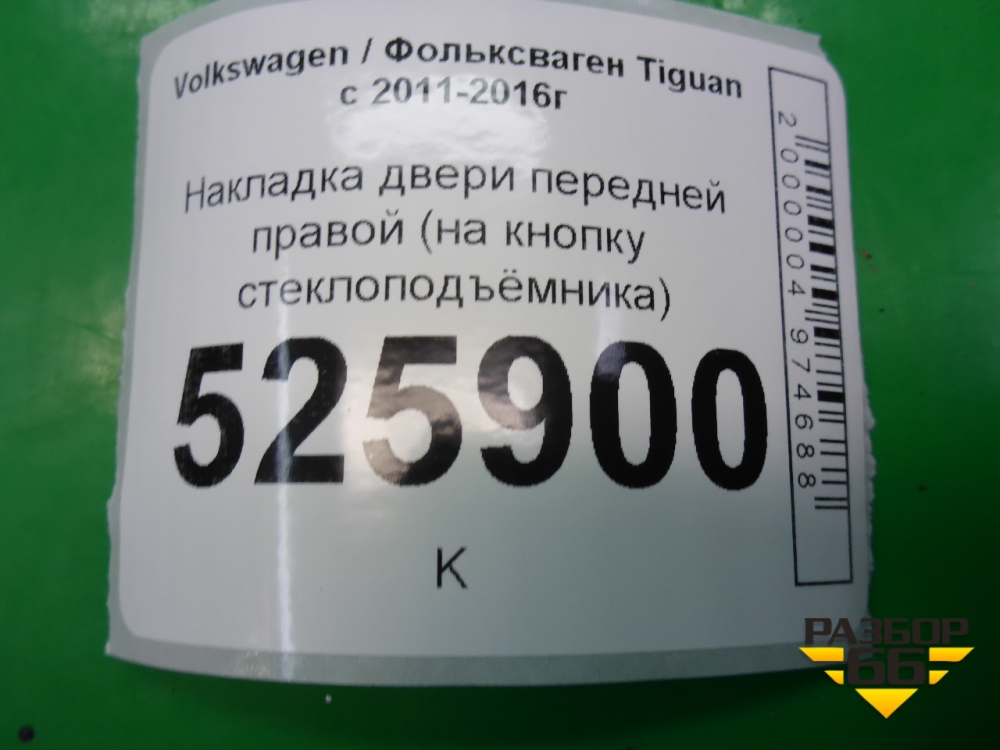 Volkswagen / Фольксваген Tiguan
с 2011-2016г
Накладка двери передней
правой (на кнопку
стеклоподъёмника)
525900
К
2000004974688
РАЗБОР
66